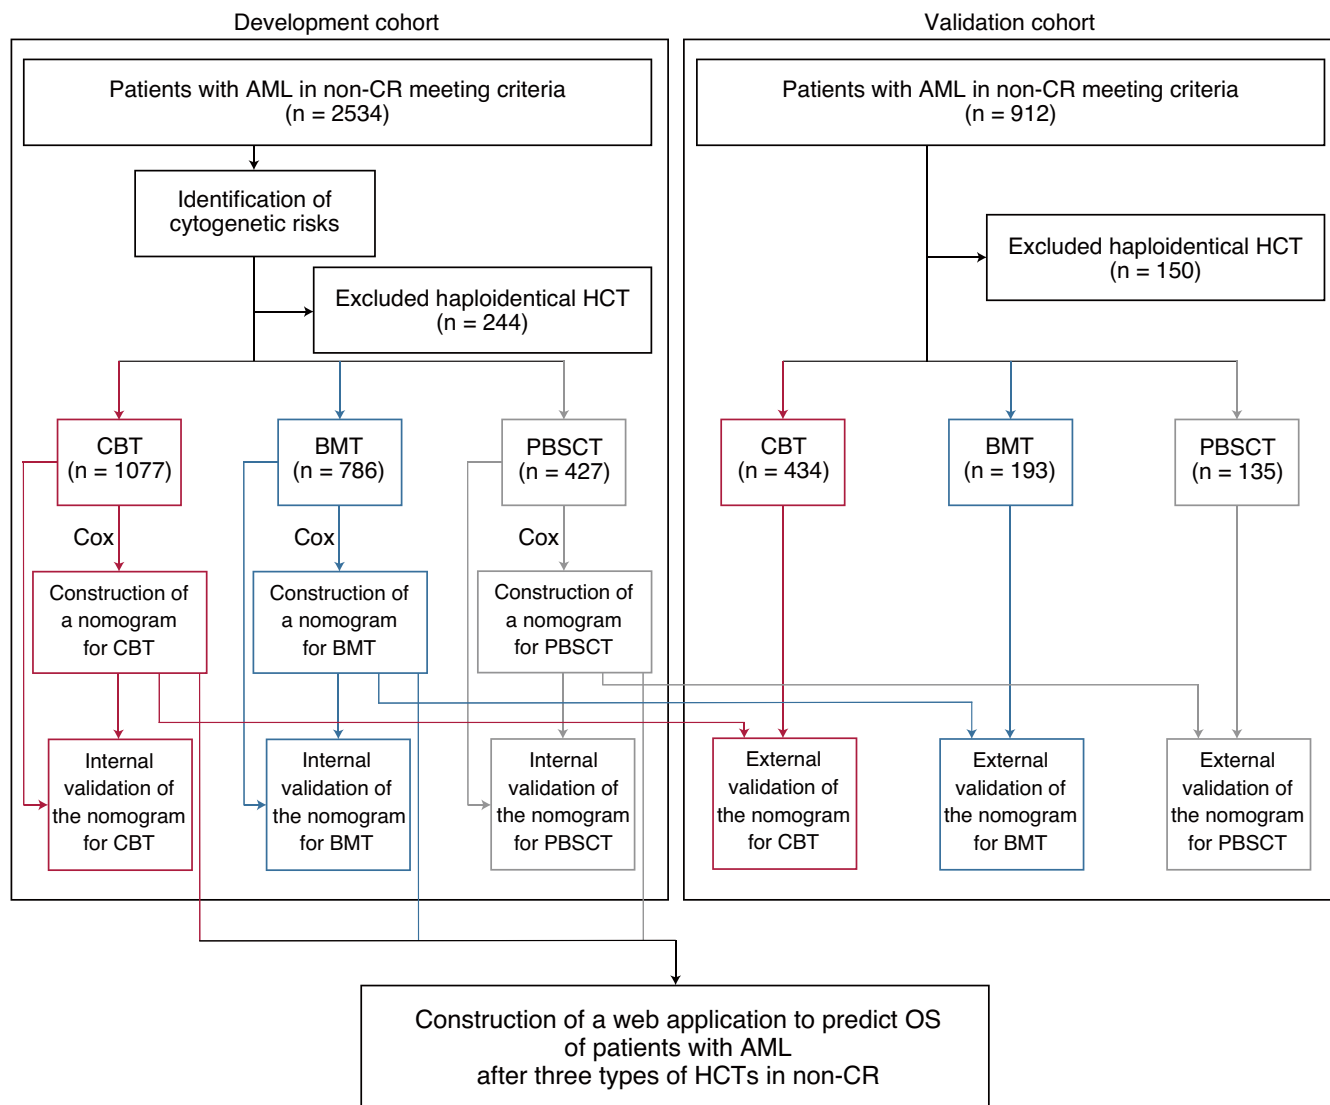 Development cohort
Patients with AML in non-CR meeting criteria
(n = 2534)
Identification of
cytogenetic risks
Excluded haploidentical HCT
(n = 244)
CBT
(n = 1077)
BMT
(n = 786)
PBSCT
(n = 427)
Cox
Cox
Cox
Construction of
a nomogram
for CBT
Construction of
a nomogram
for BMT
Construction of
a nomogram
for PBSCT
Internal
validation of
the nomogram
for CBT
Internal
validation of
the nomogram
for BMT
Internal
validation of
the nomogram
for PBSCT
Validation cohort
Patients with AML in non-CR meeting criteria
(n = 912)
Excluded haploidentical HCT
(n = 150)
CBT
(n = 434)
BMT
(n = 193)
PBSCT
(n = 135)
External
validation of
the nomogram
for CBT
External
validation of
the nomogram
for BMT
External
validation of
the nomogram
for PBSCT
Construction of a web application to predict OS
of patients with AML
after three types of HCTs in non-CR